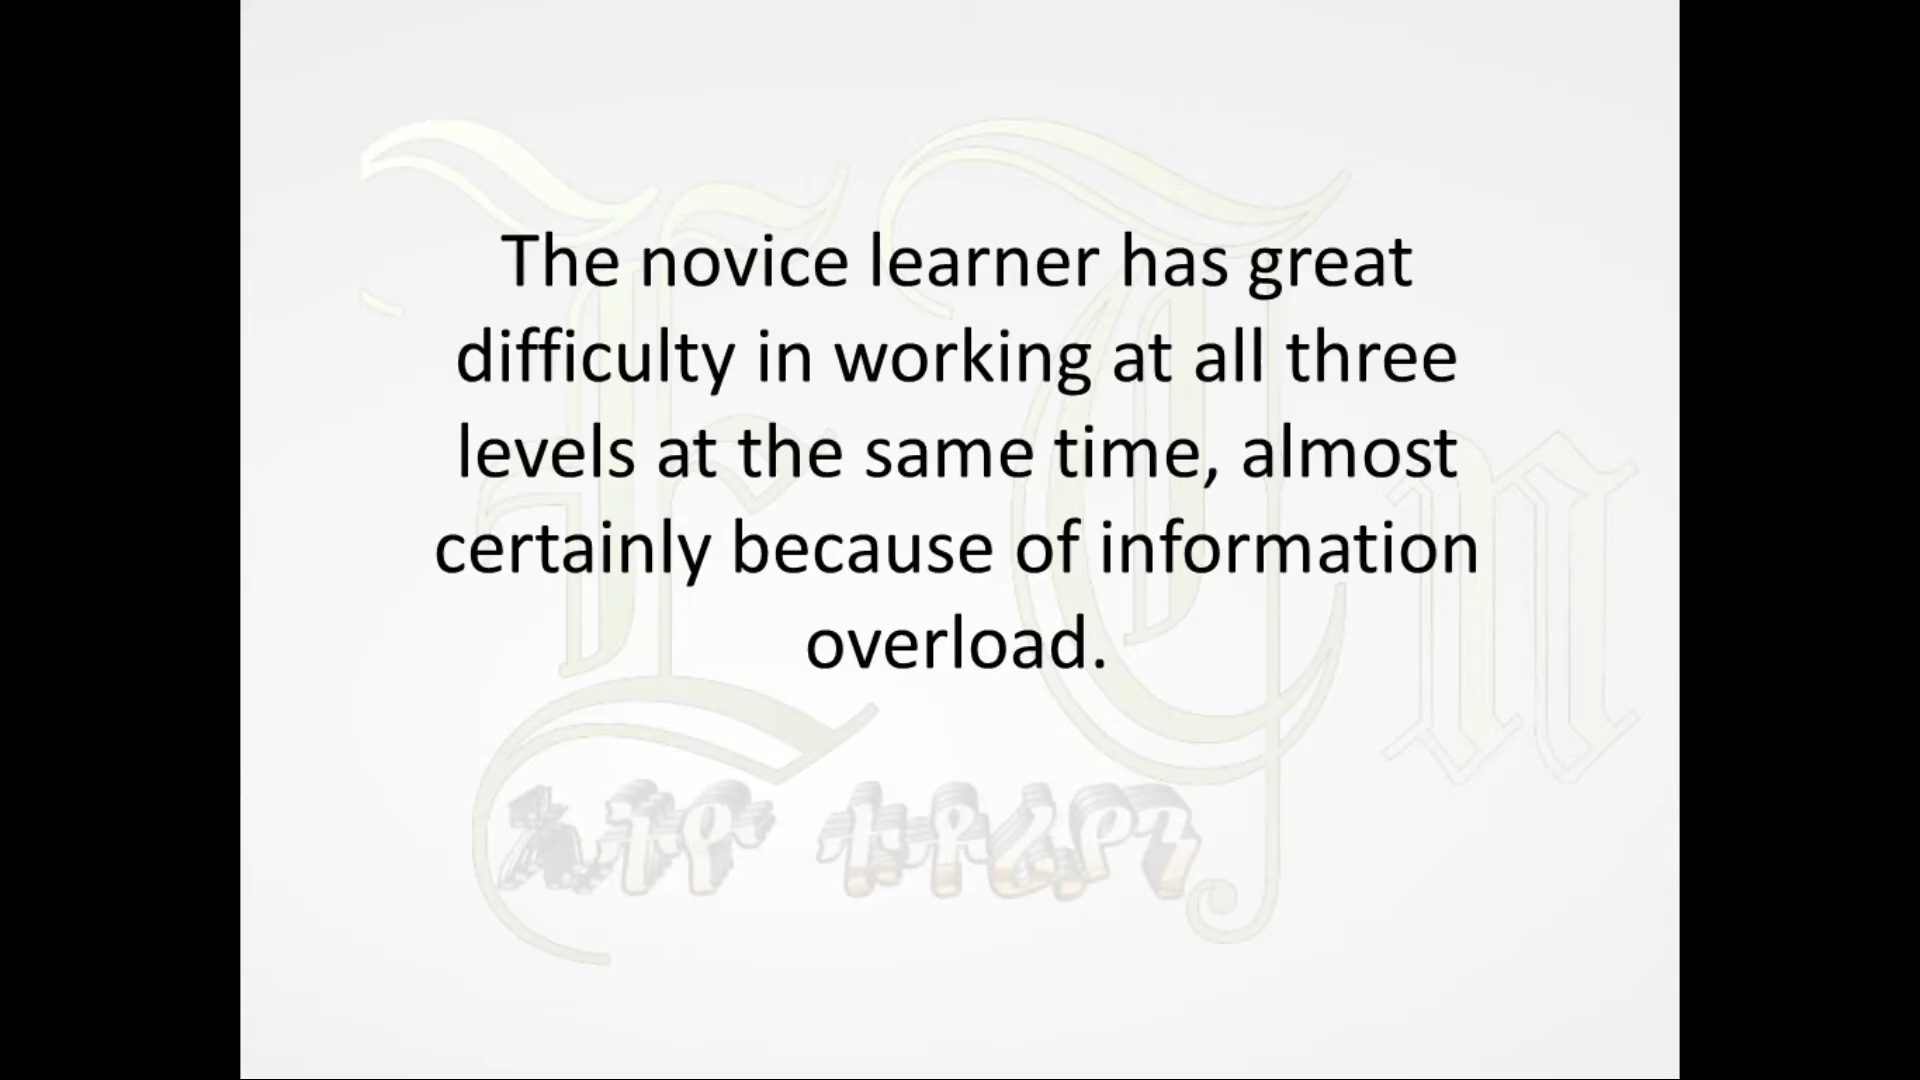 The novice learner has great
difficulty in working at all three
levels at the same time, almost
certainly because of information
overload.